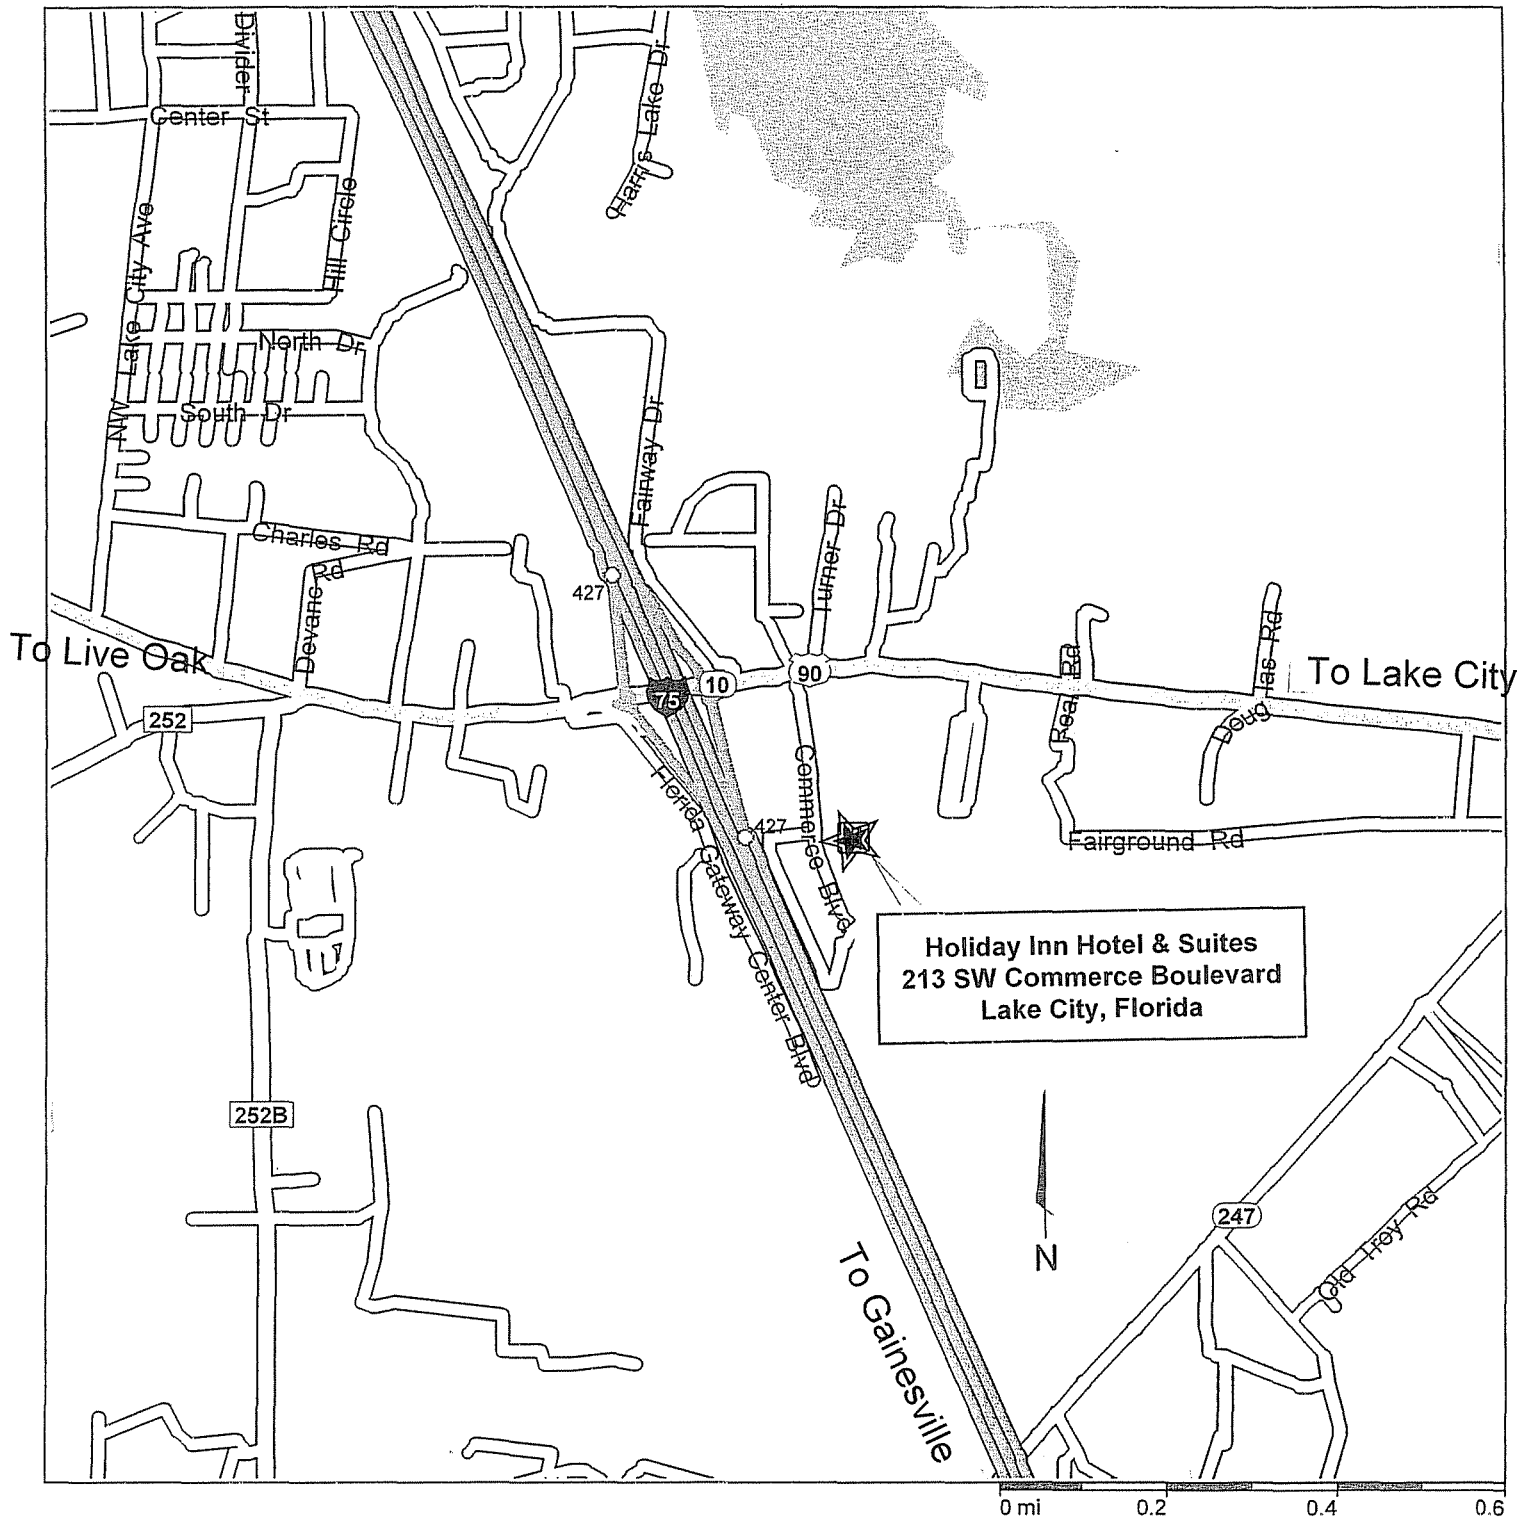 Divider
Center St
Harris Lake Dr
Hill Circle
NW Lake City Ave
North Dr
South Dr
Fairway Dr
Charles Rd
Devane Rd
Turner Dr
427
To Live Oak
252
75
10
90
Real Rd
Douglas Rd
To Lake City
Florida Gateway Center Blvd
427
Commerce Blvd
Fairground Rd
Holiday Inn Hotel & Suites
213 SW Commerce Boulevard
Lake City, Florida
252B
N
247
Old Troy Rd
To Gainesville
0 mi 0.2 0.4 0.6